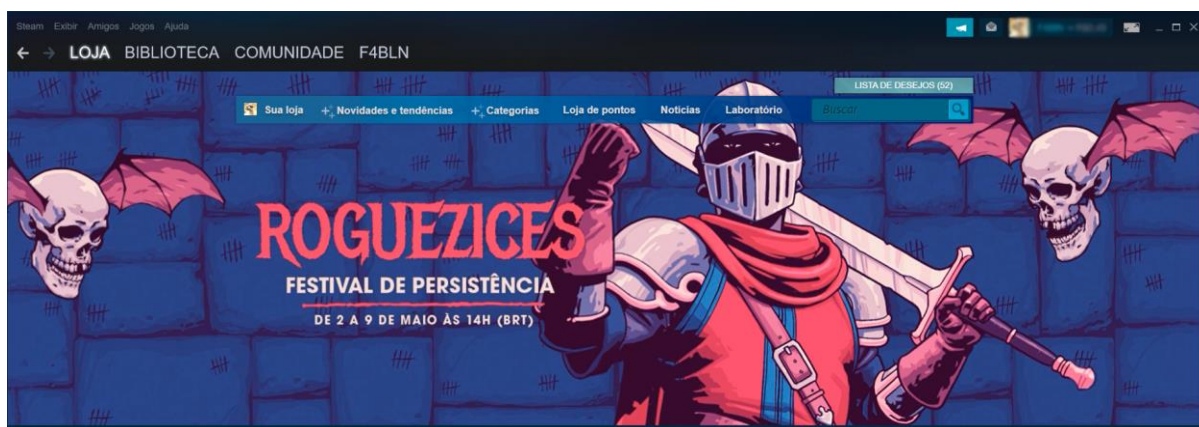 Steam Exibir Amigos Jogos Ajuda
LOJA BIBLIOTECA COMUNIDADE F4BLN
LISTA DE DESEJOS (52)
Sua loja Novidades e tendências Categorias Loja de pontos Notícias Laboratório Buscar
ROGUEZICES
FESTIVAL DE PERSISTÊNCIA
DE 2 A 9 DE MAIO ÀS 14H (BRT)